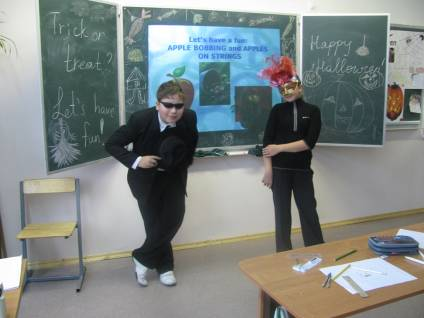 Trick or
treat?
Let's have
fun!
Let's have a fun:
APPLE BOBBING and APPLES
ON STRINGS
Happy
Halloween!